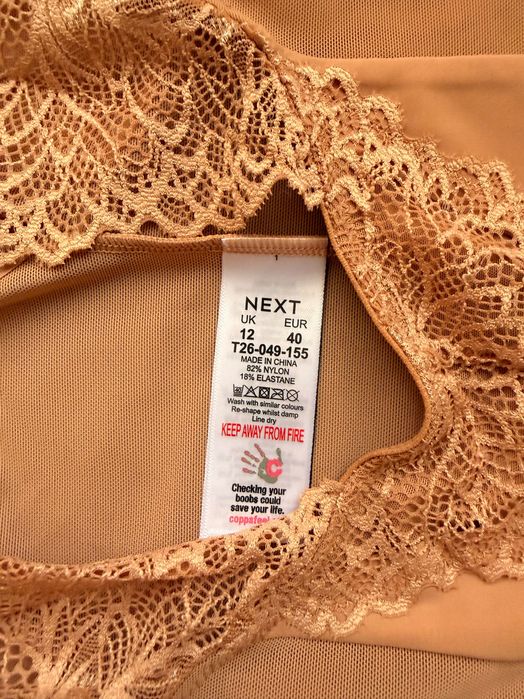 1
NEXT
UK EUR
12 40
T26-049-155
MADE IN CHINA
82% NYLON
18% ELASTANE
Wash with similar colours
Re-shape whilst damp
Line dry
KEEP AWAY FROM FIRE
C
Checking your
boobs could
save your life.